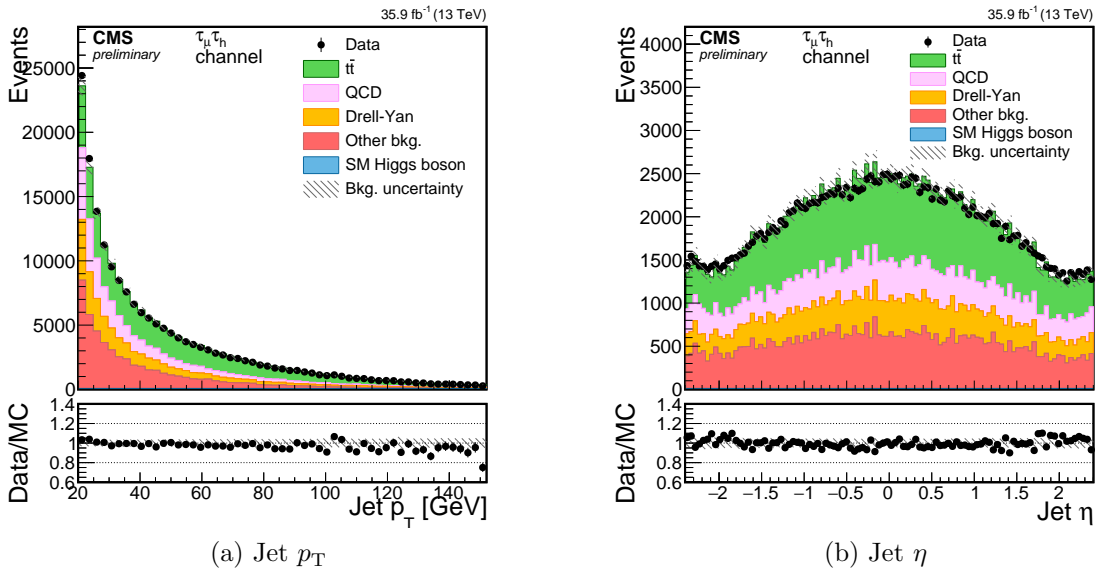 35.9 fb⁻¹ (13 TeV)
CMS
preliminary
τμτh
channel
Data
tt̄
QCD
Drell-Yan
Other bkg.
SM Higgs boson
Bkg. uncertainty
Events
25000
20000
15000
10000
5000
0
Data/MC
1.4
1.2
1
0.8
0.6
20 40 60 80 100 120 140
Jet pT [GeV]
(a) Jet pT
35.9 fb⁻¹ (13 TeV)
CMS
preliminary
τμτh
channel
Data
tt̄
QCD
Drell-Yan
Other bkg.
SM Higgs boson
Bkg. uncertainty
Events
4000
3500
3000
2500
2000
1500
1000
500
0
Data/MC
1.4
1.2
1
0.8
0.6
−2 −1.5 −1 −0.5 0 0.5 1 1.5 2
Jet η
(b) Jet η